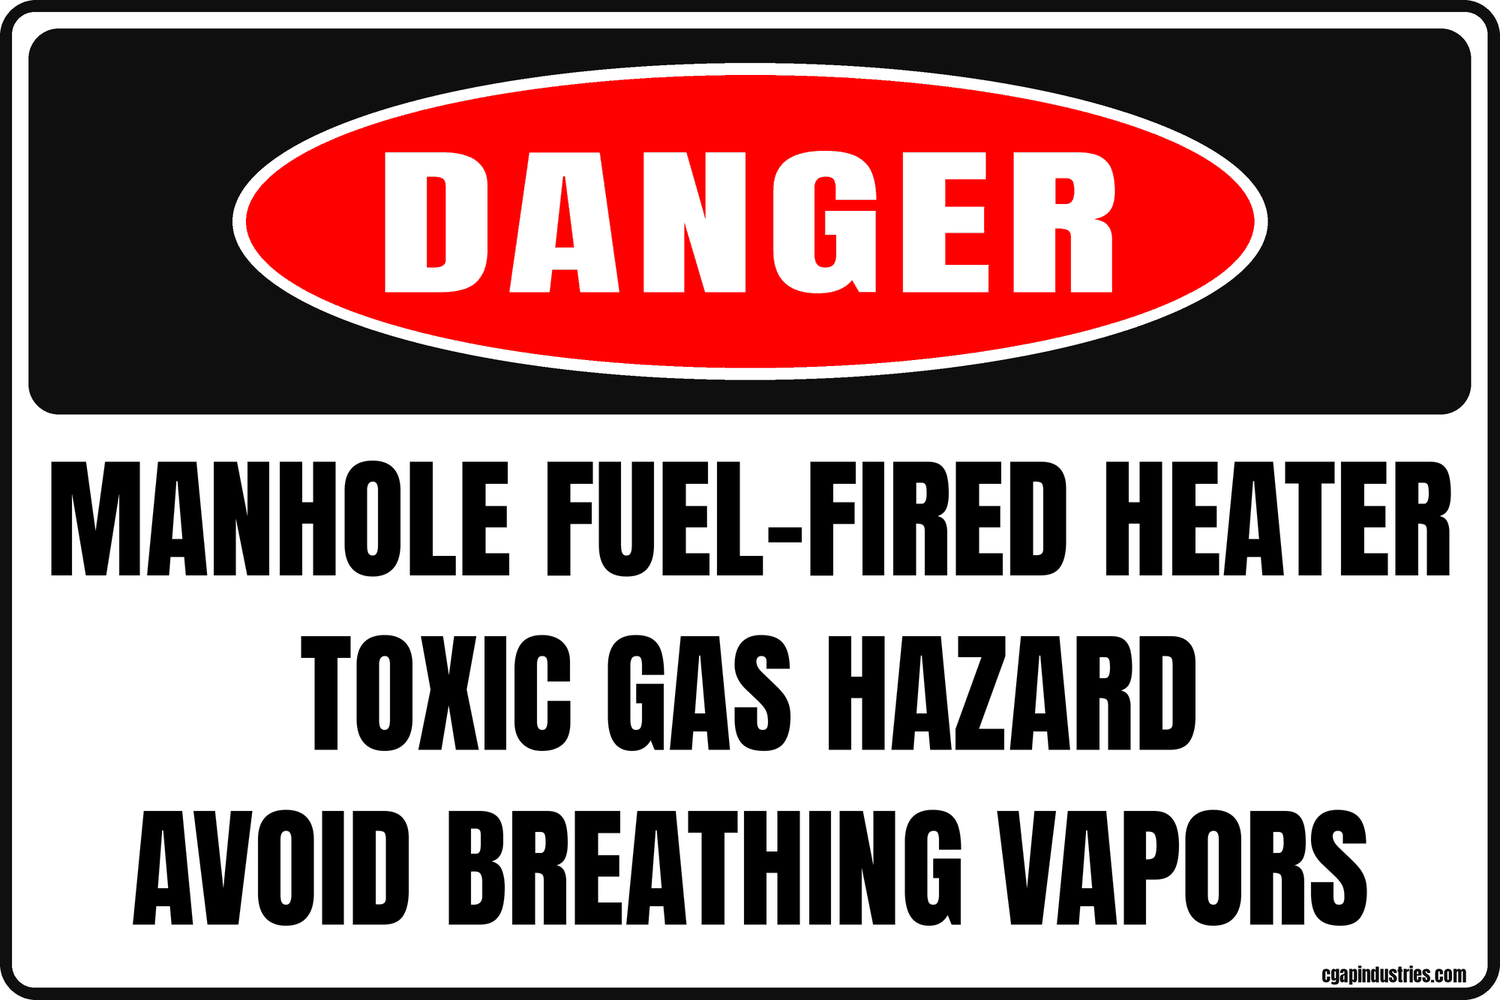 DANGER
MANHOLE FUEL-FIRED HEATER
TOXIC GAS HAZARD
AVOID BREATHING VAPORS
cgapindustries.com